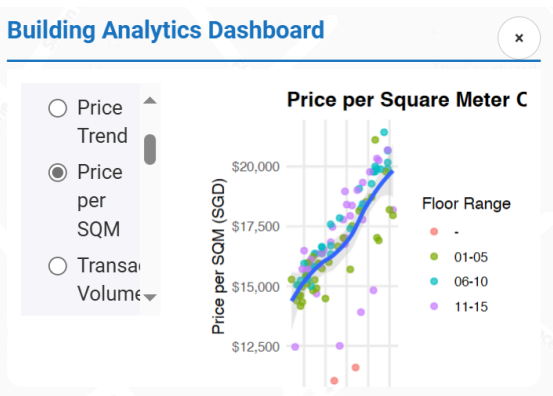 Building Analytics Dashboard
×
Price
Trend
Price
per
SQM
Transa
Volume
Price per Square Meter C
Price per SQM (SGD)
$20,000
$17,500
$15,000
$12,500
Floor Range
-
01-05
06-10
11-15